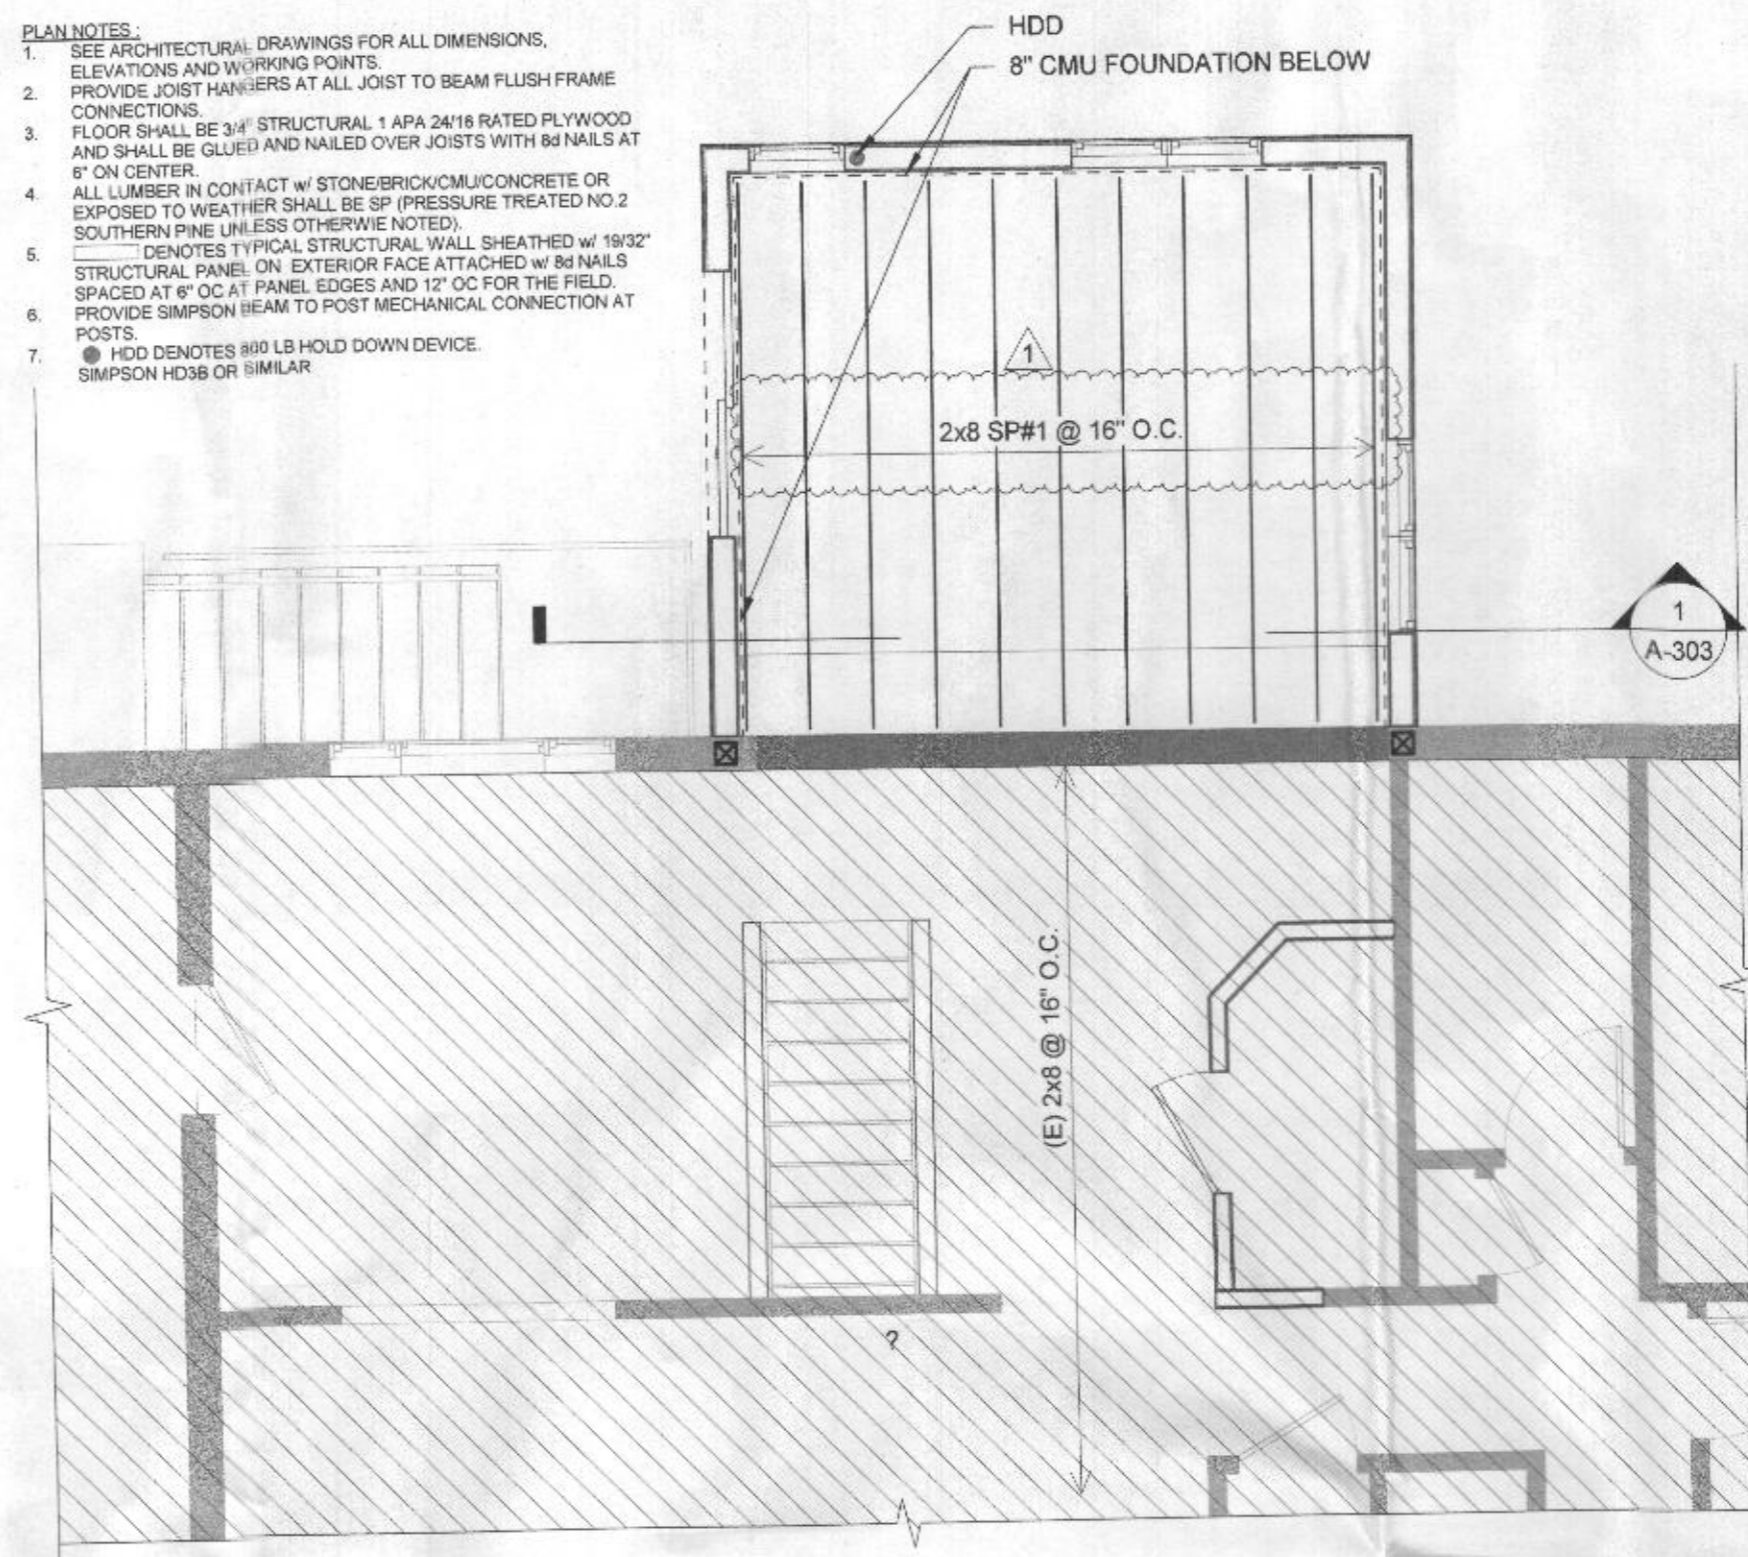 PLAN NOTES :
1. SEE ARCHITECTURAL DRAWINGS FOR ALL DIMENSIONS,
ELEVATIONS AND WORKING POINTS.
2. PROVIDE JOIST HANGERS AT ALL JOIST TO BEAM FLUSH FRAME
CONNECTIONS.
3. FLOOR SHALL BE 3/4" STRUCTURAL 1 APA 24/16 RATED PLYWOOD
AND SHALL BE GLUED AND NAILED OVER JOISTS WITH 8d NAILS AT
6" ON CENTER.
4. ALL LUMBER IN CONTACT w/ STONE/BRICK/CMU/CONCRETE OR
EXPOSED TO WEATHER SHALL BE SP (PRESSURE TREATED NO.2
SOUTHERN PINE UNLESS OTHERWIE NOTED).
5. DENOTES TYPICAL STRUCTURAL WALL SHEATHED w/ 19/32"
STRUCTURAL PANEL ON EXTERIOR FACE ATTACHED w/ 8d NAILS
SPACED AT 6" OC AT PANEL EDGES AND 12" OC FOR THE FIELD.
6. PROVIDE SIMPSON BEAM TO POST MECHANICAL CONNECTION AT
POSTS.
7. HDD DENOTES 800 LB HOLD DOWN DEVICE.
SIMPSON HD3B OR SIMILAR
HDD
8" CMU FOUNDATION BELOW
1
2x8 SP#1 @ 16" O.C.
1
A-303
(E) 2x8 @ 16" O.C.
?